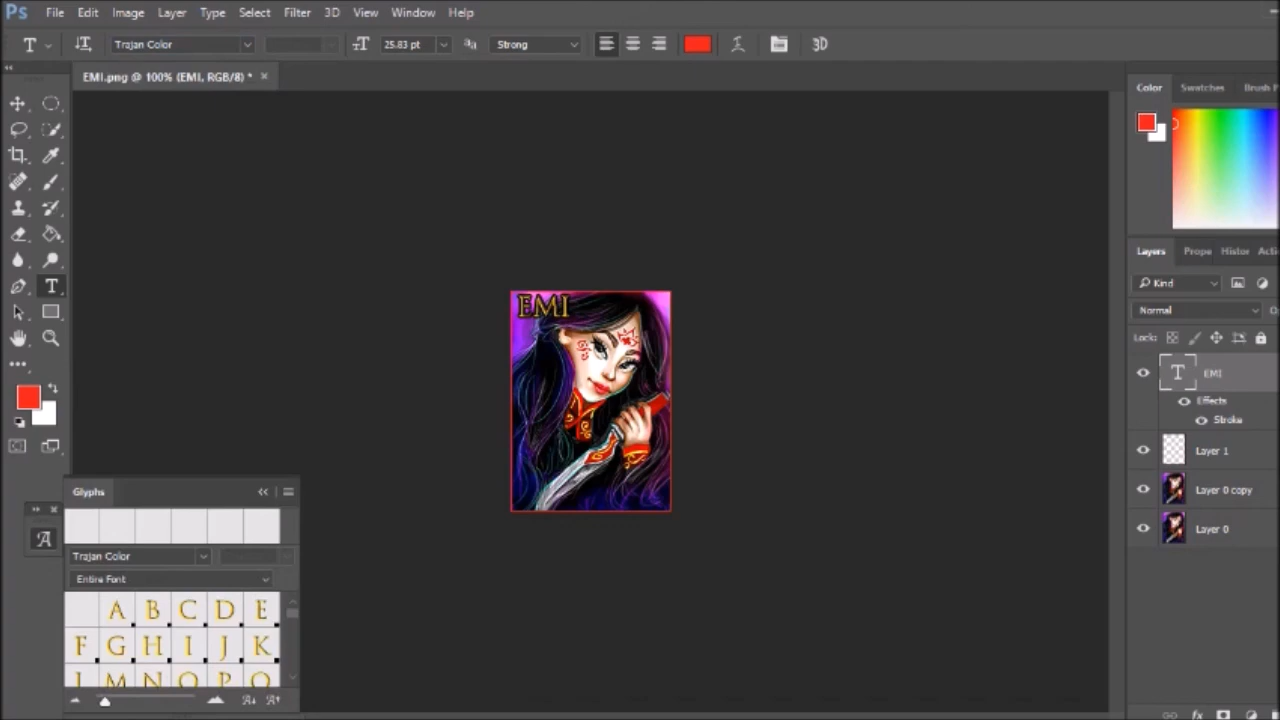 Ps File Edit Image Layer Type Select Filter 3D View Window Help
T Trajan Color 25.83 pt Strong 3D
EMI.png @ 100% (EMI, RGB/8) * ×
Color Swatches Brush
EMI
Layers Prope Histor Acti
Kind
Normal
Lock:
T EMI
Effects
Stroke
Layer 1
Layer 0 copy
Layer 0
fx
Glyphs
Trajan Color
Entire Font
A B C D E
F G H I J K
L M N O P Q